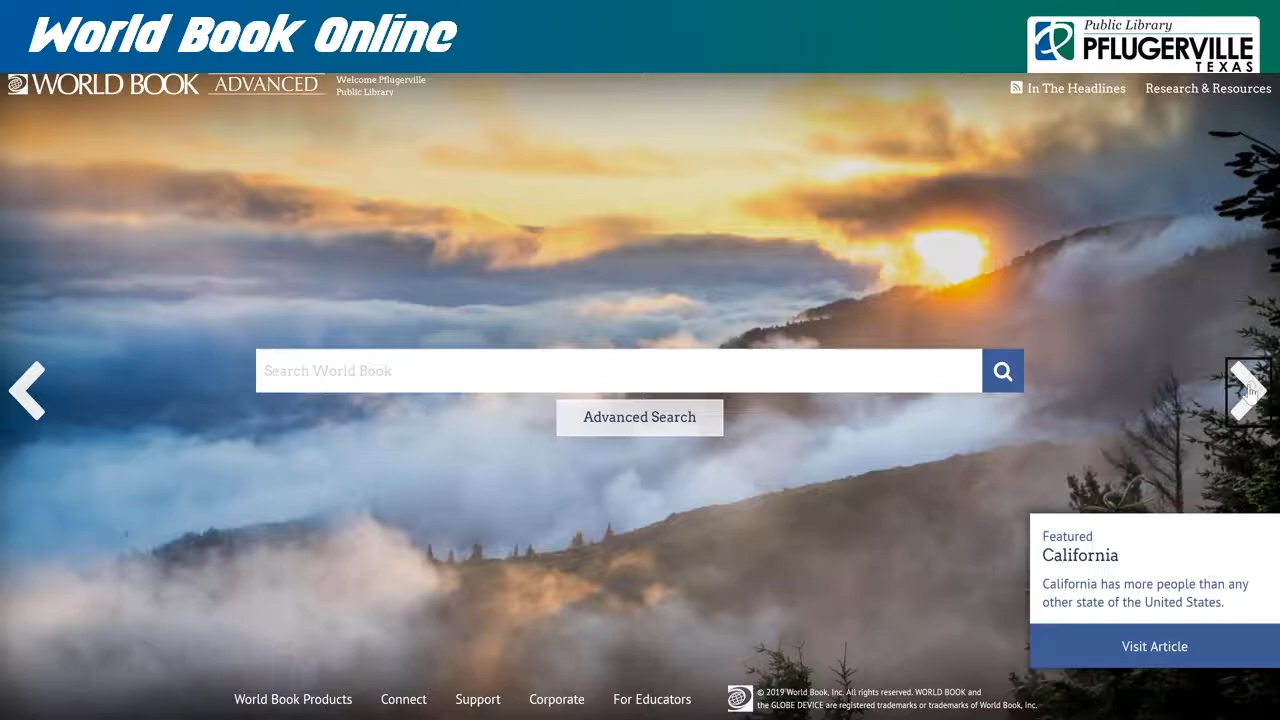 World Book Online
Public Library
PFLUGERVILLE
TEXAS
WORLD BOOK ADVANCED
Welcome Pflugerville
Public Library
In The Headlines
Research & Resources
Search World Book
Advanced Search
Featured
California
California has more people than any
other state of the United States.
Visit Article
World Book Products
Connect
Support
Corporate
For Educators
© 2019 World Book, Inc. All rights reserved. WORLD BOOK and
the GLOBE DEVICE are registered trademarks or trademarks of World Book, Inc.